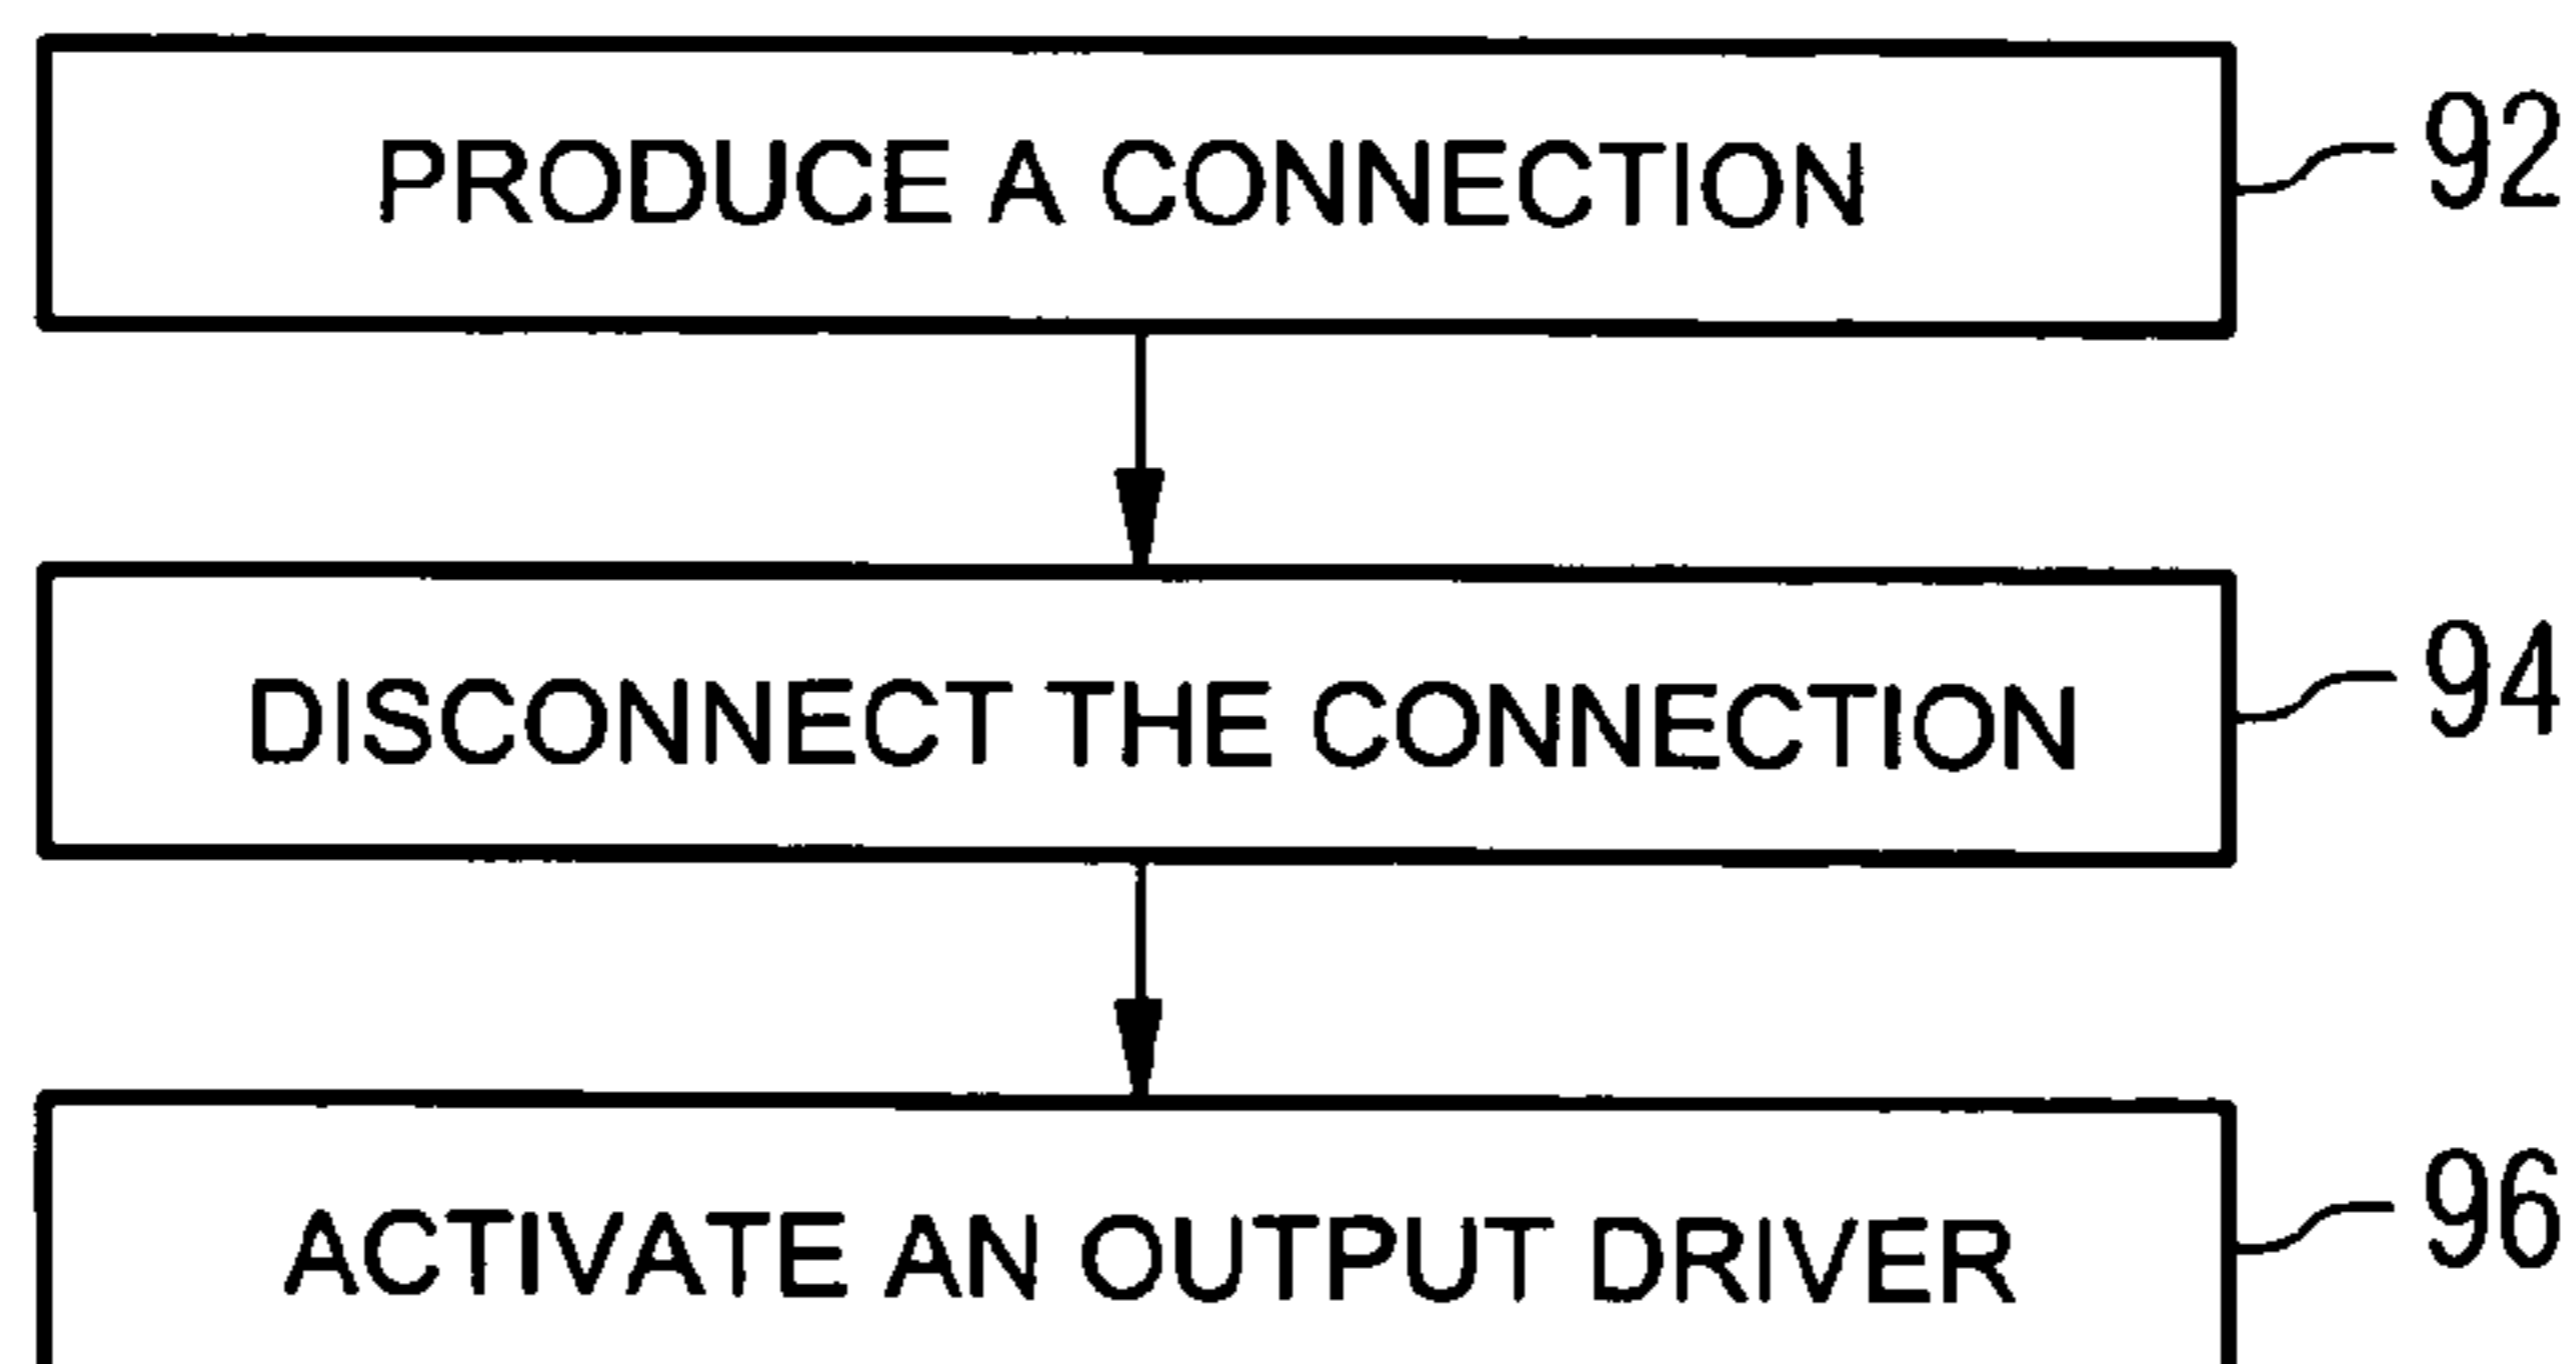 PRODUCE A CONNECTION
92
DISCONNECT THE CONNECTION
94
ACTIVATE AN OUTPUT DRIVER
96